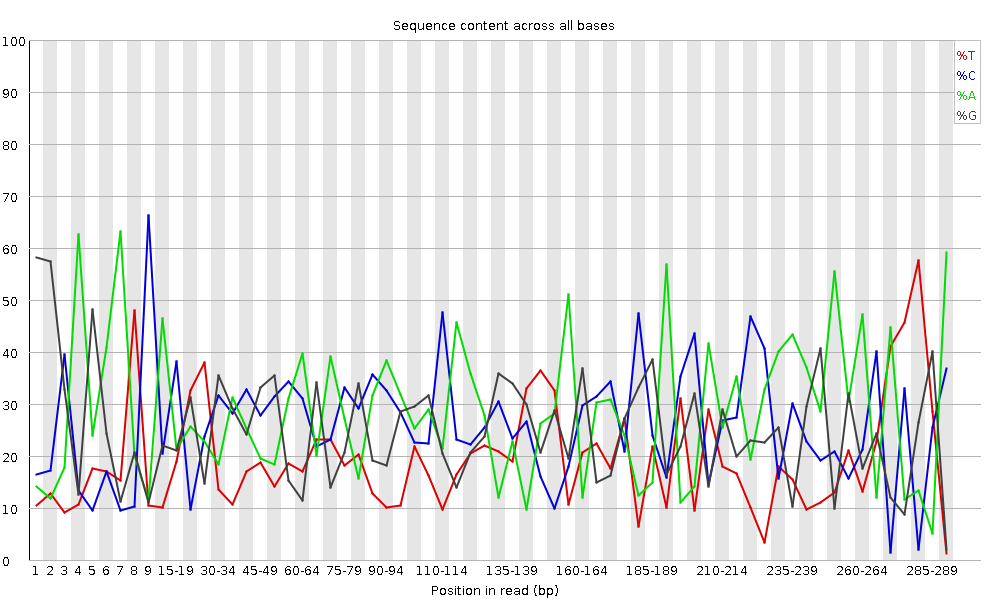 Sequence content across all bases
100
90
80
70
60
50
40
30
20
10
0
%T
%C
%A
%G
1 2 3 4 5 6 7 8 9 15-19 30-34 45-49 60-64 75-79 90-94 110-114 135-139 160-164 185-189 210-214 235-239 260-264 285-289
Position in read (bp)